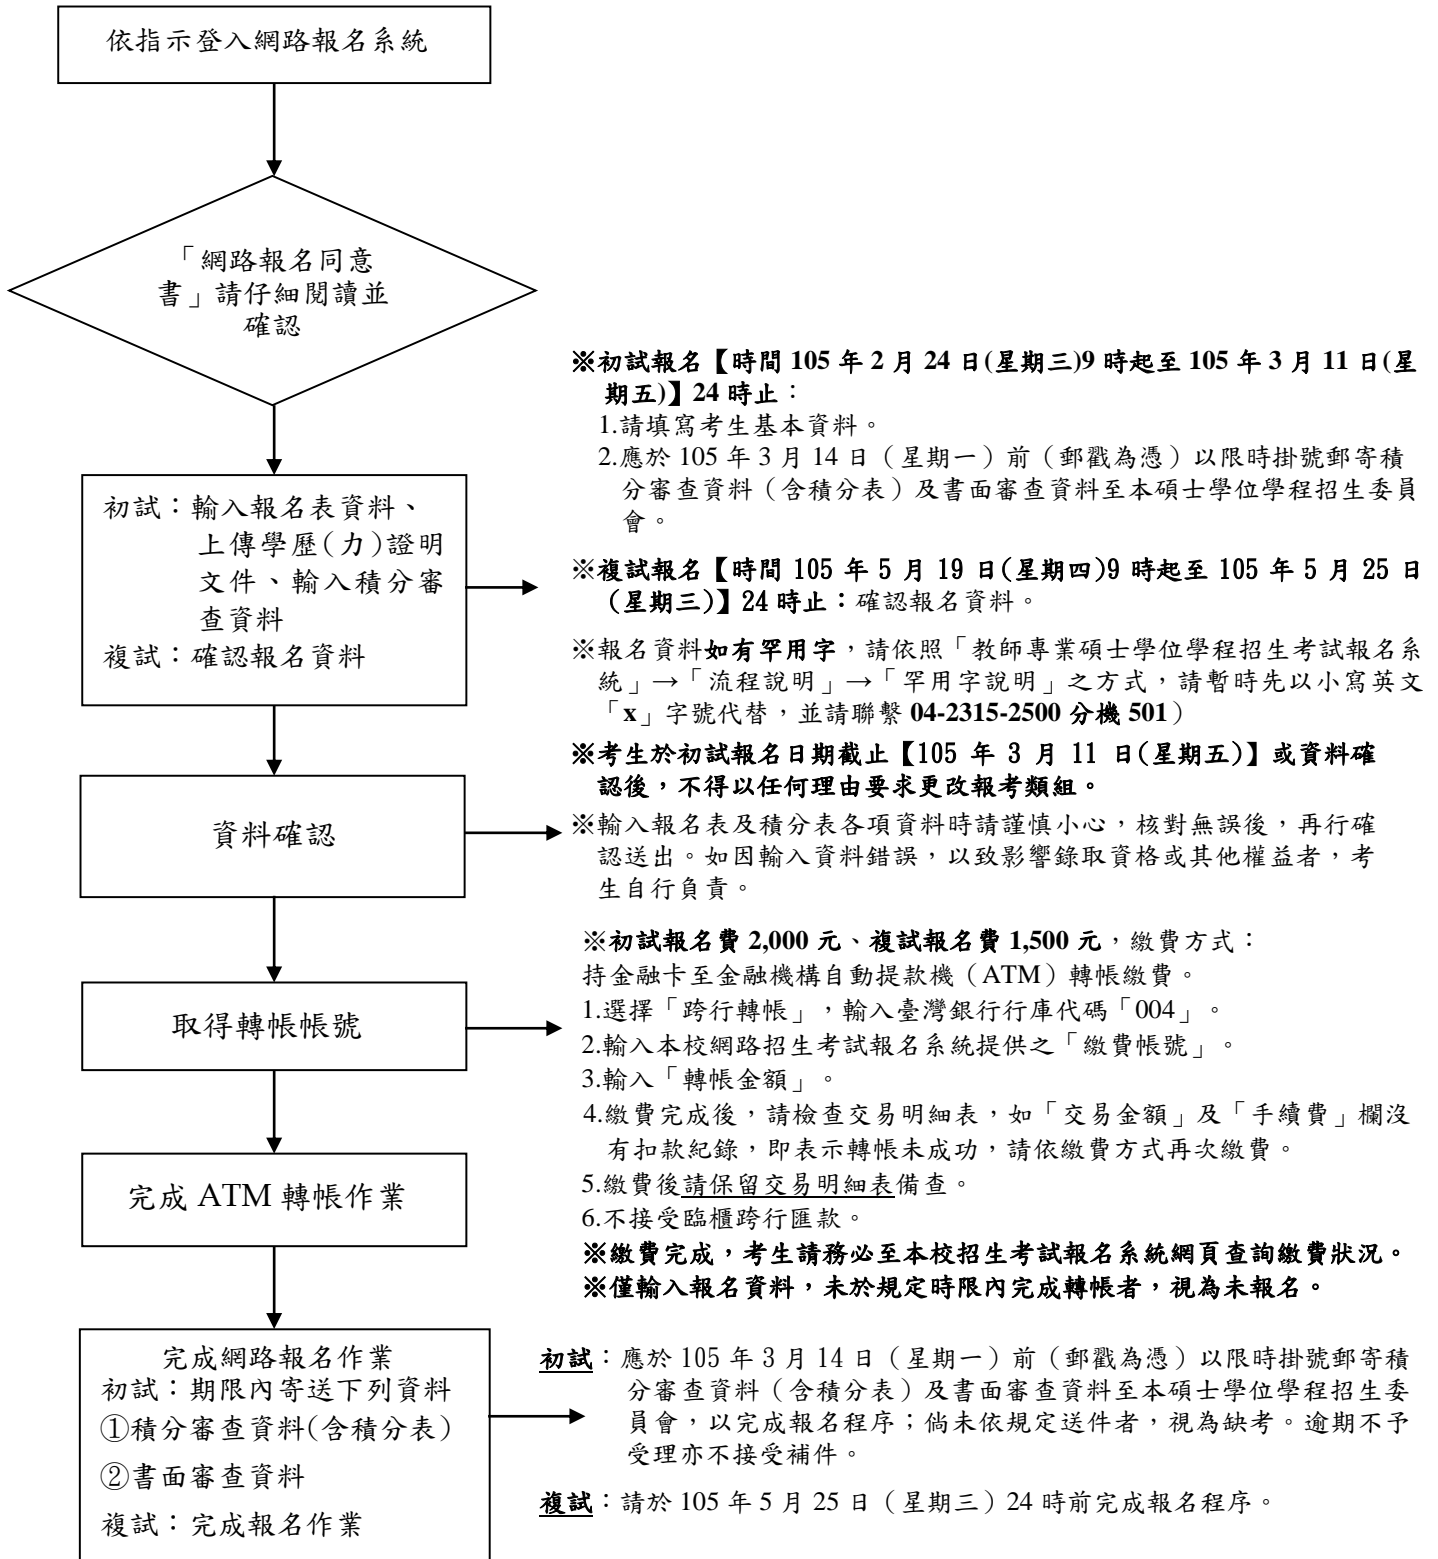 依指示登入網路報名系統
「網路報名同意
書」請仔細閱讀並
確認
※初試報名【時間 105 年 2 月 24 日(星期三)9 時起至 105 年 3 月 11 日(星
期五)】24 時止：
1.請填寫考生基本資料。
2.應於 105 年 3 月 14 日（星期一）前（郵戳為憑）以限時掛號郵寄積
分審查資料（含積分表）及書面審查資料至本碩士學位學程招生委員
會。
初試：輸入報名表資料、
上傳學歷(力)證明
文件、輸入積分審
查資料
複試：確認報名資料
※複試報名【時間 105 年 5 月 19 日(星期四)9 時起至 105 年 5 月 25 日
(星期三)】24 時止：確認報名資料。
※報名資料如有罕用字，請依照「教師專業碩士學位學程招生考試報名系
統」→「流程說明」→「罕用字說明」之方式，請暫時先以小寫英文
「x」字號代替，並請聯繫 04-2315-2500 分機 501）
※考生於初試報名日期截止【105 年 3 月 11 日(星期五)】或資料確
認後，不得以任何理由要求更改報考類組。
資料確認
※輸入報名表及積分表各項資料時請謹慎小心，核對無誤後，再行確
認送出。如因輸入資料錯誤，以致影響錄取資格或其他權益者，考
生自行負責。
取得轉帳帳號
※初試報名費 2,000 元、複試報名費 1,500 元，繳費方式：
持金融卡至金融機構自動提款機（ATM）轉帳繳費。
1.選擇「跨行轉帳」，輸入臺灣銀行行庫代碼「004」。
2.輸入本校網路招生考試報名系統提供之「繳費帳號」。
3.輸入「轉帳金額」。
4.繳費完成後，請檢查交易明細表，如「交易金額」及「手續費」欄沒
有扣款紀錄，即表示轉帳未成功，請依繳費方式再次繳費。
5.繳費後請保留交易明細表備查。
6.不接受臨櫃跨行匯款。
※繳費完成，考生請務必至本校招生考試報名系統網頁查詢繳費狀況。
※僅輸入報名資料，未於規定時限內完成轉帳者，視為未報名。
完成 ATM 轉帳作業
完成網路報名作業
初試：期限內寄送下列資料
①積分審查資料(含積分表)
②書面審查資料
複試：完成報名作業
初試：應於 105 年 3 月 14 日（星期一）前（郵戳為憑）以限時掛號郵寄積
分審查資料（含積分表）及書面審查資料至本碩士學位學程招生委
員會，以完成報名程序；倘未依規定送件者，視為缺考。逾期不予
受理亦不接受補件。
複試：請於 105 年 5 月 25 日（星期三）24 時前完成報名程序。